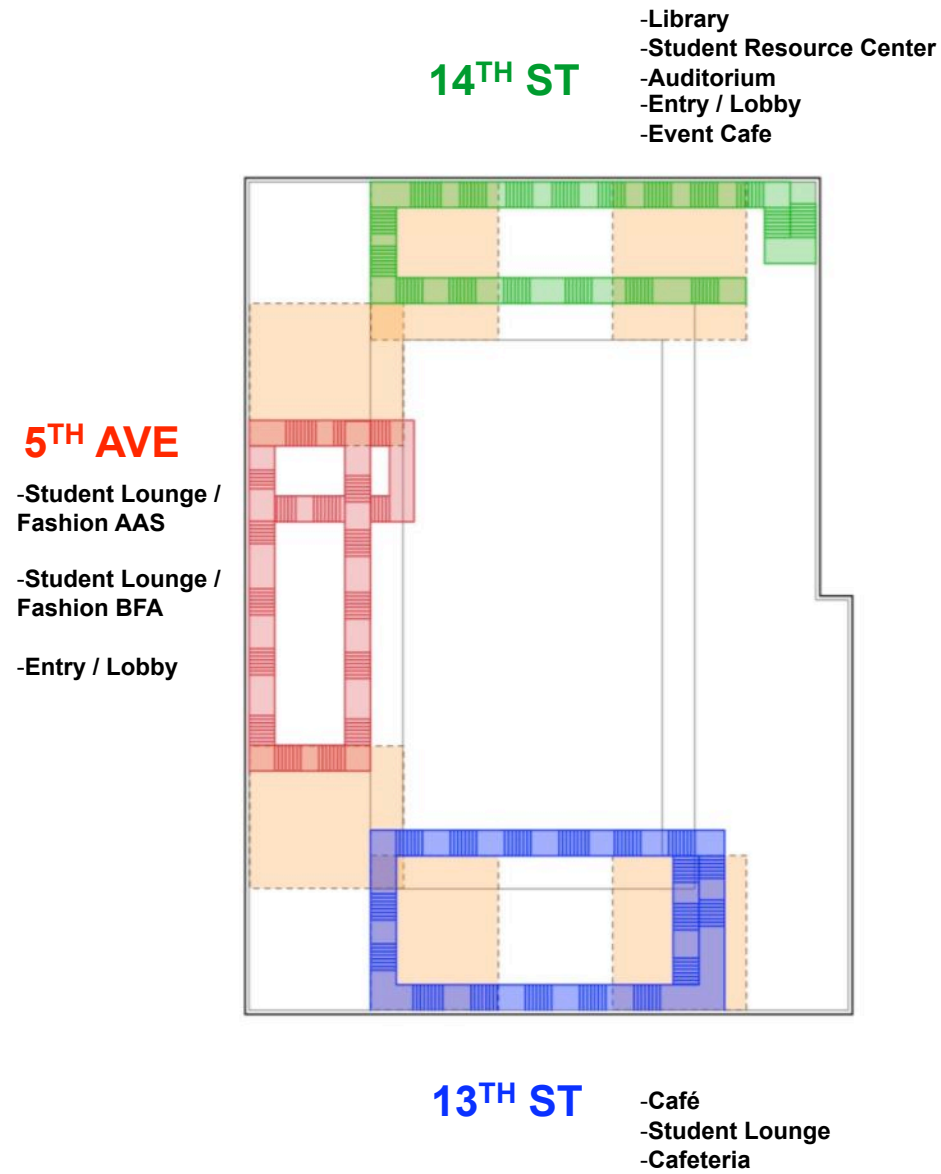 -Library
-Student Resource Center
14TH ST
-Auditorium
-Entry / Lobby
-Event Cafe
5TH AVE
-Student Lounge /
Fashion AAS
-Student Lounge /
Fashion BFA
-Entry / Lobby
13TH ST
-Café
-Student Lounge
-Cafeteria